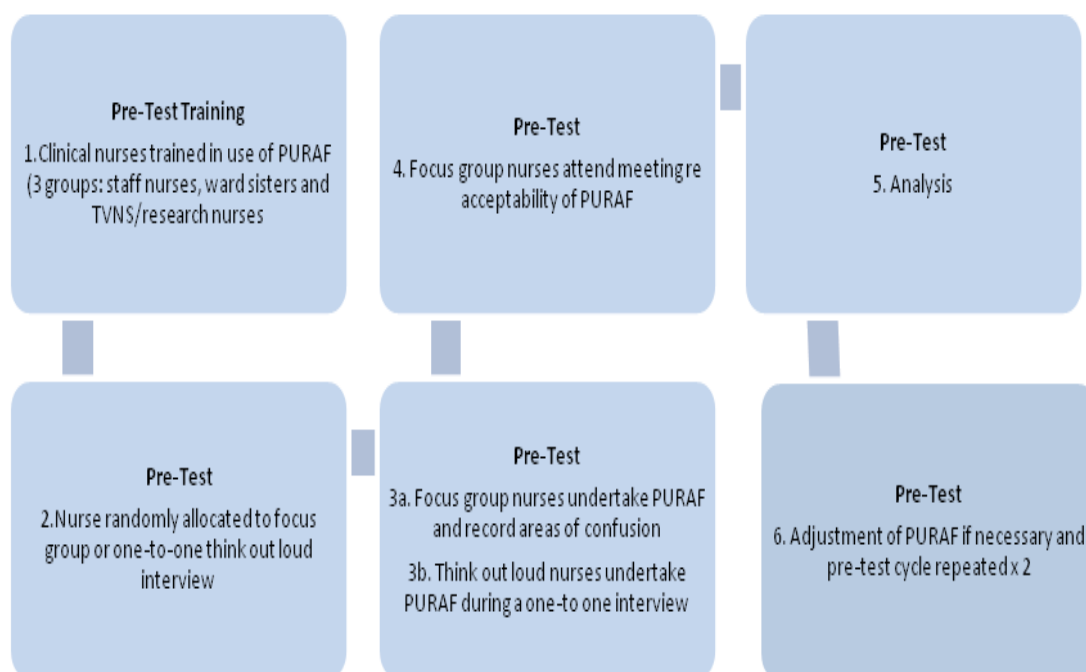 Pre-Test Training
1.Clinical nurses trained in use of PURAF
(3 groups: staff nurses, ward sisters and
TVNS/research nurses
Pre-Test
2.Nurse randomly allocated to focus
group or one-to-one think out loud
interview
Pre-Test
3a. Focus group nurses undertake PURAF
and record areas of confusion
3b. Think out loud nurses undertake
PURAF during a one-to one interview
Pre-Test
4. Focus group nurses attend meeting re
acceptability of PURAF
Pre-Test
5. Analysis
Pre-Test
6. Adjustment of PURAF if necessary and
pre-test cycle repeated x 2